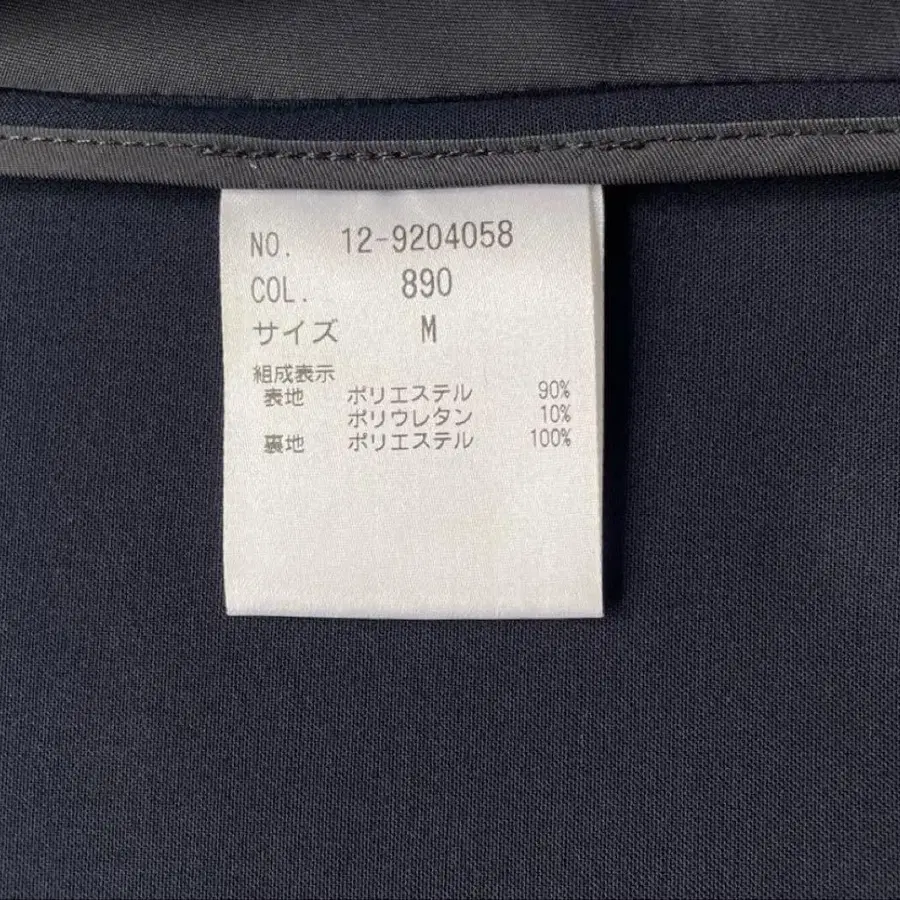 NO. 12-9204058
COL. 890
サイズ M
組成表示
表地 ポリエステル 90%
ポリウレタン 10%
裏地 ポリエステル 100%